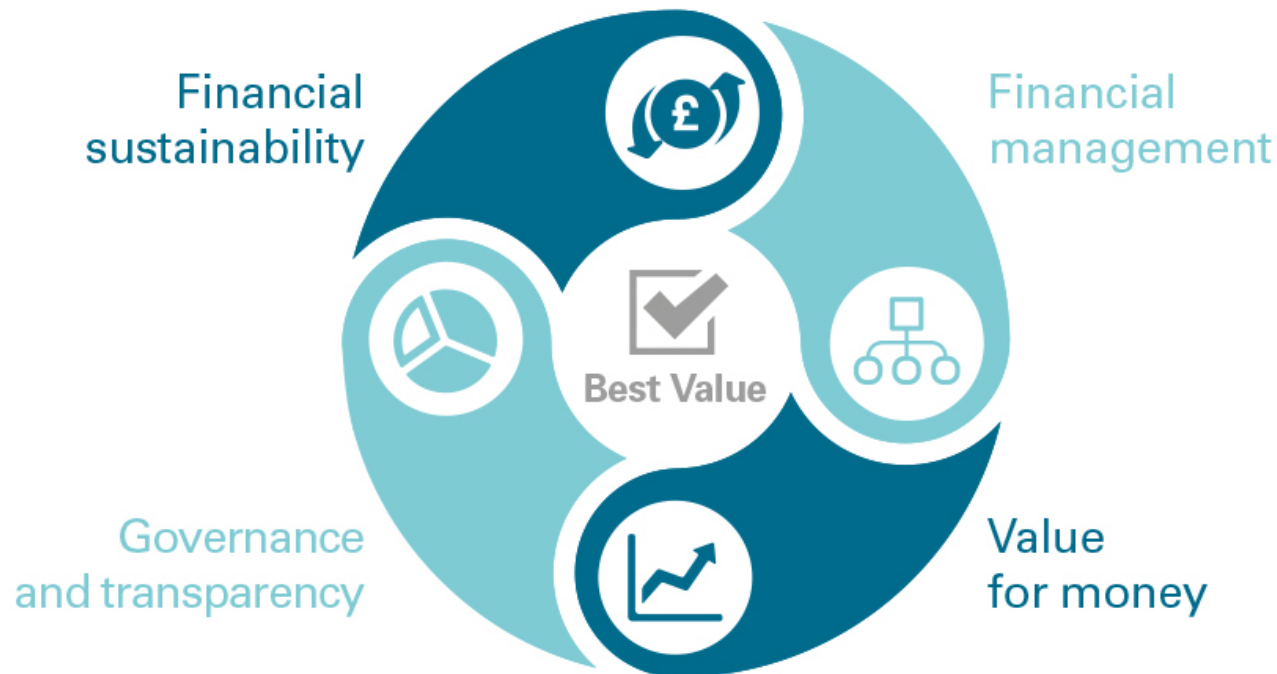 Financial
sustainability
Financial
management
£
Best Value
Governance
and transparency
Value
for money